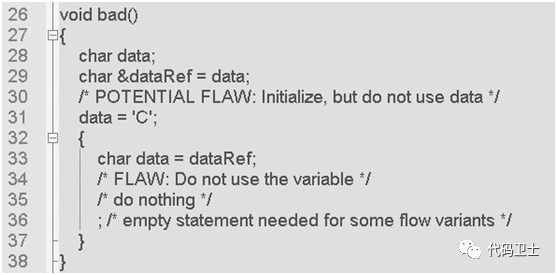 26 void bad()
27 {
28 char data;
29 char &dataRef = data;
30 /* POTENTIAL FLAW: Initialize, but do not use data */
31 data = 'C';
32 {
33 char data = dataRef;
34 /* FLAW: Do not use the variable */
35 /* do nothing */
36 ; /* empty statement needed for some flow variants */
37 }
38 }
代码卫士